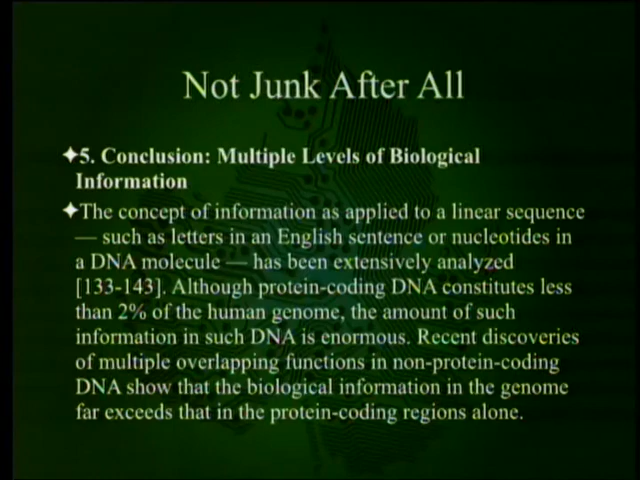 Not Junk After All
✦5. Conclusion: Multiple Levels of Biological
Information
✦The concept of information as applied to a linear sequence
— such as letters in an English sentence or nucleotides in
a DNA molecule — has been extensively analyzed
[133-143]. Although protein-coding DNA constitutes less
than 2% of the human genome, the amount of such
information in such DNA is enormous. Recent discoveries
of multiple overlapping functions in non-protein-coding
DNA show that the biological information in the genome
far exceeds that in the protein-coding regions alone.